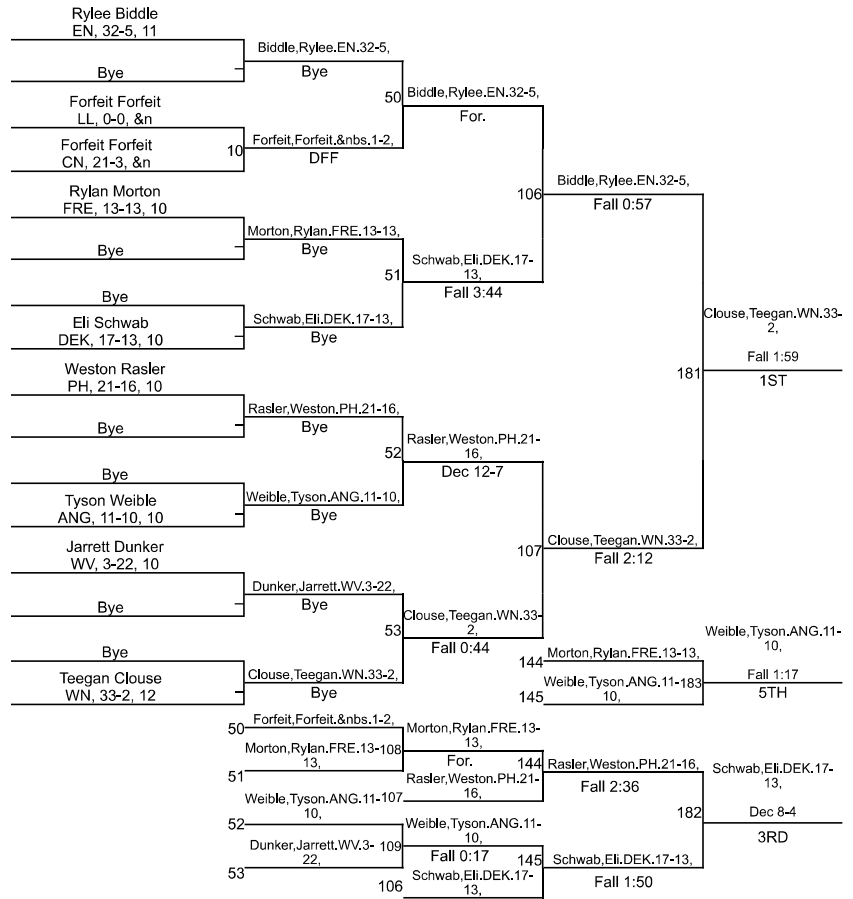 Rylee Biddle
EN, 32-5, 11
Biddle,Rylee.EN.32-5,
Bye
Bye
50
Biddle,Rylee.EN.32-5,
For.
Forfeit Forfeit
LL, 0-0, &n
Forfeit Forfeit
CN, 21-3, &n
10
Forfeit,Forfeit.&nbs.1-2,
DFF
106
Biddle,Rylee.EN.32-5,
Fall 0:57
Rylan Morton
FRE, 13-13, 10
Morton,Rylan.FRE.13-13,
Bye
Bye
51
Schwab,Eli.DEK.17-
13,
Fall 3:44
Bye
Eli Schwab
DEK, 17-13, 10
Schwab,Eli.DEK.17-13,
Bye
Clouse,Teegan.WN.33-
2,
Fall 1:59
181
1ST
Weston Rasler
PH, 21-16, 10
Rasler,Weston.PH.21-16,
Bye
Bye
52
Rasler,Weston.PH.21-
16,
Dec 12-7
Bye
Tyson Weible
ANG, 11-10, 10
Weible,Tyson.ANG.11-10,
Bye
107
Clouse,Teegan.WN.33-2,
Fall 2:12
Jarrett Dunker
WV, 3-22, 10
Dunker,Jarrett.WV.3-22,
Bye
Bye
53
Clouse,Teegan.WN.33-
2,
Fall 0:44
Bye
Teegan Clouse
WN, 33-2, 12
Clouse,Teegan.WN.33-2,
Bye
144
Morton,Rylan.FRE.13-13,
145
Weible,Tyson.ANG.11-
10,
183
Weible,Tyson.ANG.11-
10,
Fall 1:17
5TH
50
Forfeit,Forfeit.&nbs.1-2,
51
Morton,Rylan.FRE.13-
13,
108
Morton,Rylan.FRE.13-
13,
For.
107
Rasler,Weston.PH.21-
16,
144
Rasler,Weston.PH.21-16,
Fall 2:36
52
Weible,Tyson.ANG.11-
10,
53
Dunker,Jarrett.WV.3-
22,
109
Weible,Tyson.ANG.11-
10,
Fall 0:17
106
Schwab,Eli.DEK.17-
13,
145
Schwab,Eli.DEK.17-13,
Fall 1:50
182
Schwab,Eli.DEK.17-
13,
Dec 8-4
3RD